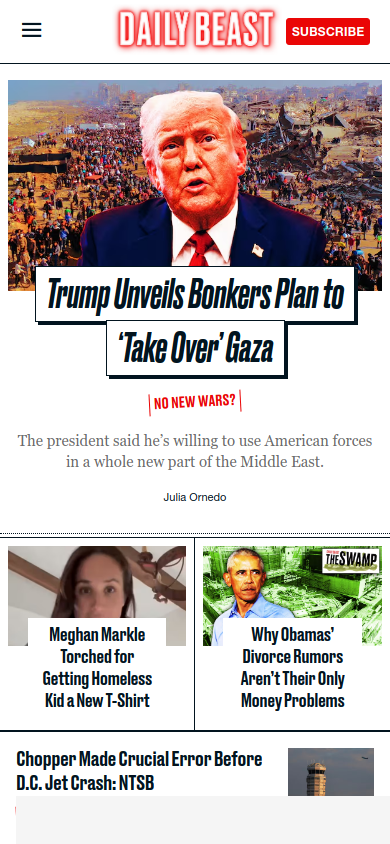 DAILY BEAST
SUBSCRIBE
Trump Unveils Bonkers Plan to
‘Take Over’ Gaza
NO NEW WARS?
The president said he’s willing to use American forces
in a whole new part of the Middle East.
Julia Ornedo
Meghan Markle
Torched for
Getting Homeless
Kid a New T-Shirt
THE SWAMP
Why Obamas’
Divorce Rumors
Aren’t Their Only
Money Problems
Chopper Made Crucial Error Before
D.C. Jet Crash: NTSB